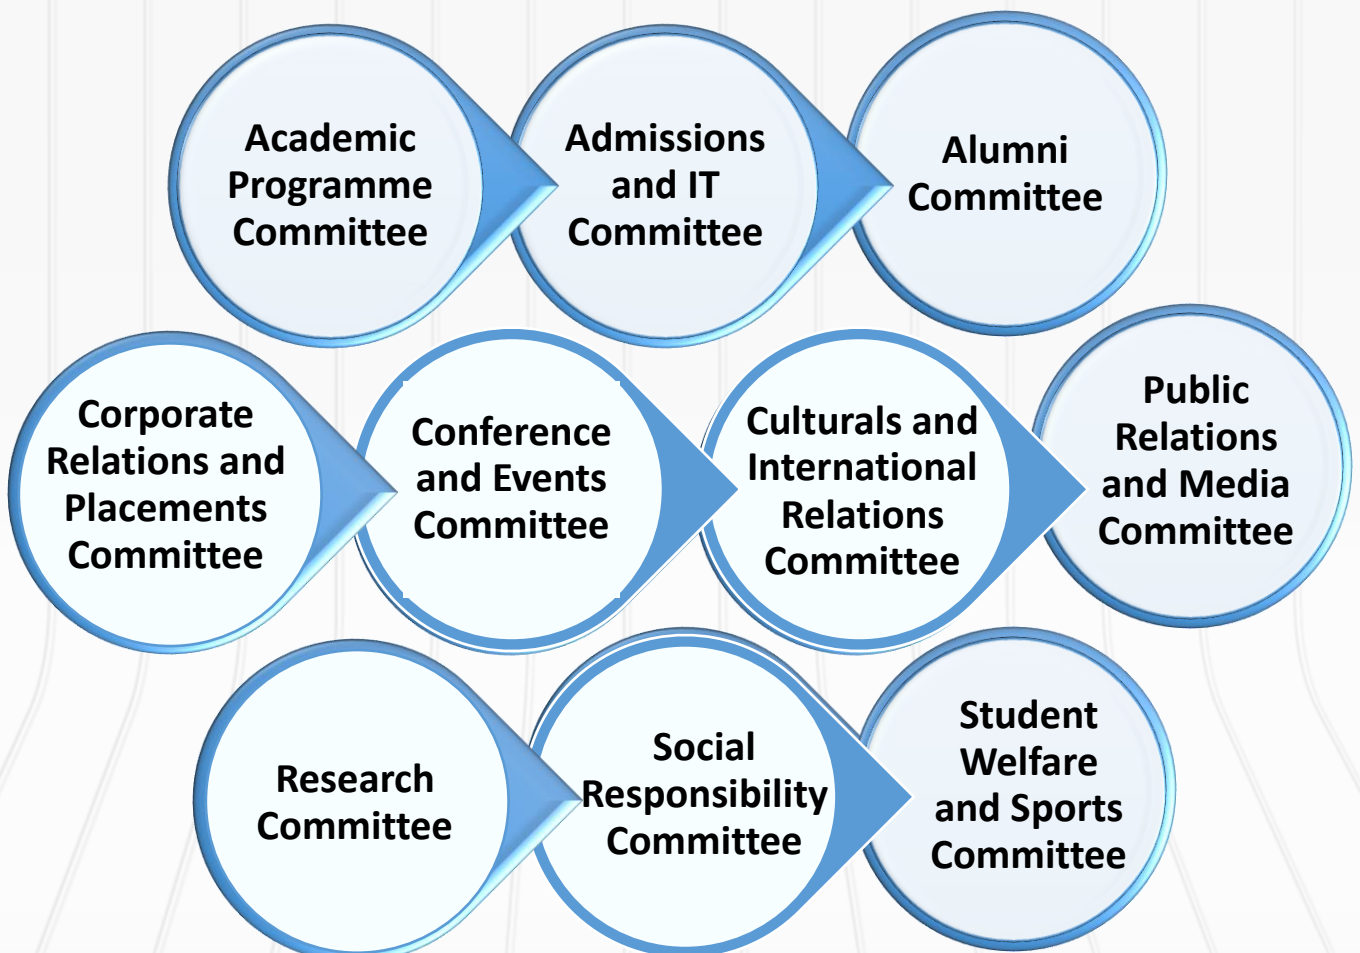 Academic
Programme
Committee
Admissions
and IT
Committee
Alumni
Committee
Corporate
Relations and
Placements
Committee
Conference
and Events
Committee
Culturals and
International
Relations
Committee
Public
Relations
and Media
Committee
Research
Committee
Social
Responsibility
Committee
Student
Welfare
and Sports
Committee